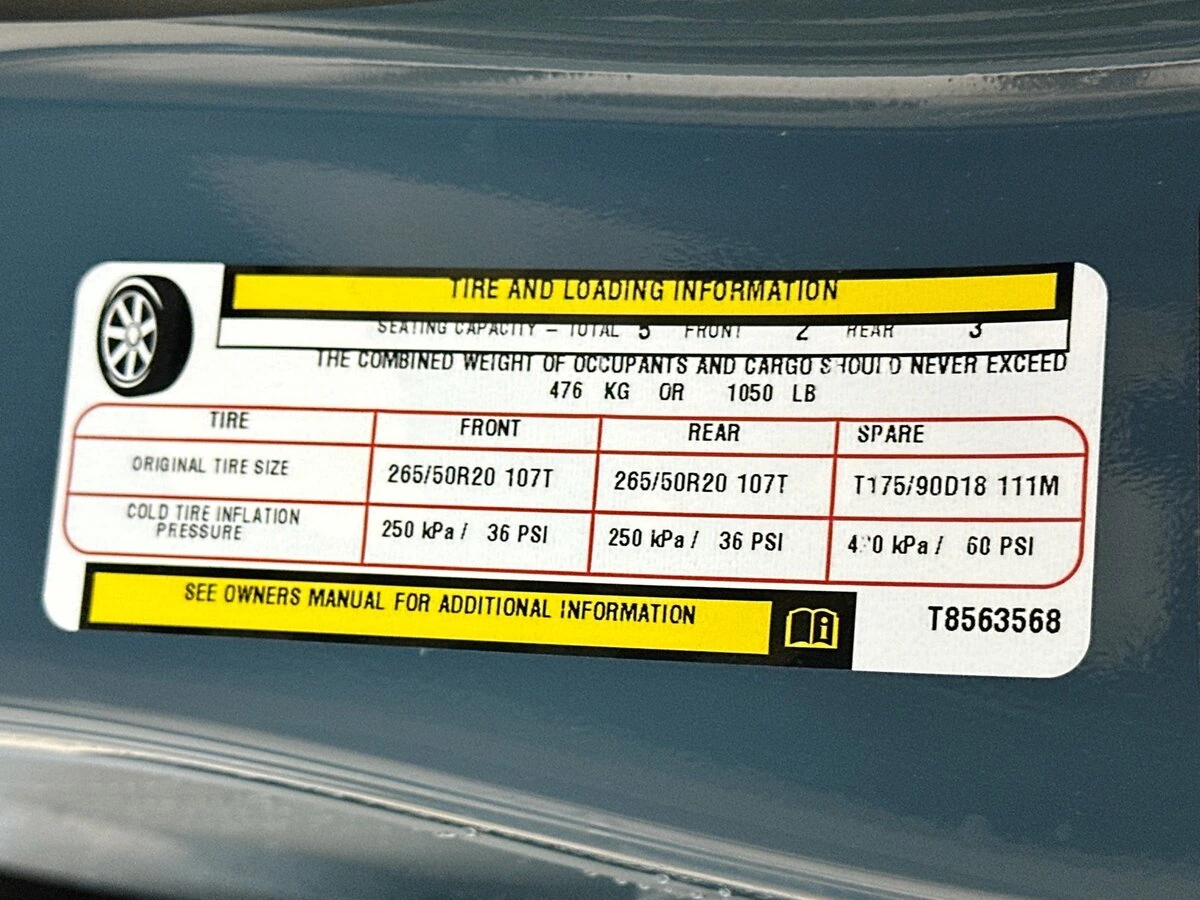 TIRE AND LOADING INFORMATION
SEATING CAPACITY – TOTAL 5 FRONT 2 REAR 3
THE COMBINED WEIGHT OF OCCUPANTS AND CARGO SHOULD NEVER EXCEED
476 KG OR 1050 LB
TIRE FRONT REAR SPARE
ORIGINAL TIRE SIZE 265/50R20 107T 265/50R20 107T T175/90D18 111M
COLD TIRE INFLATION
PRESSURE 250 kPa / 36 PSI 250 kPa / 36 PSI kPa / 60 PSI
SEE OWNERS MANUAL FOR ADDITIONAL INFORMATION
T8563568